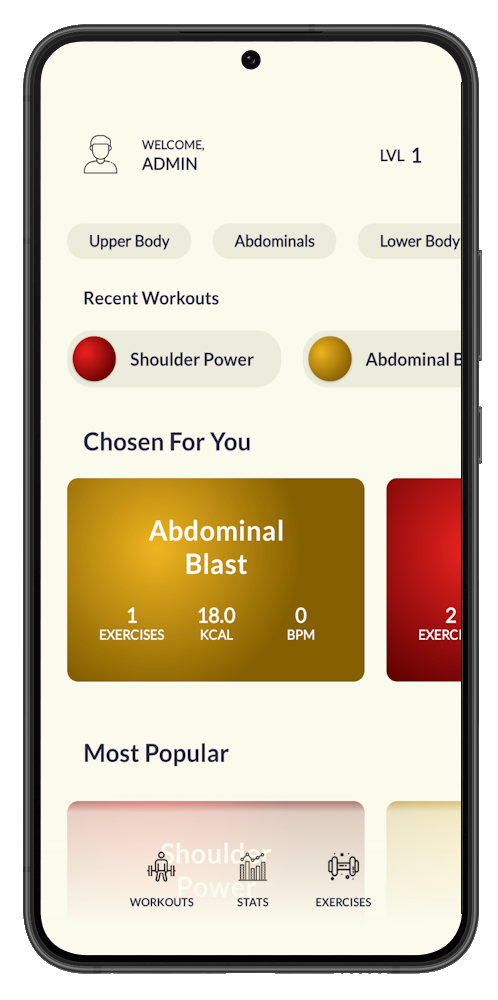 WELCOME,
ADMIN
LVL 1
Upper Body
Abdominals
Lower Body
Recent Workouts
Shoulder Power
Abdominal B
Chosen For You
Abdominal
Blast
1
EXERCISES
18.0
KCAL
0
BPM
2
EXERCI
Most Popular
Shoulder
Power
WORKOUTS
STATS
EXERCISES